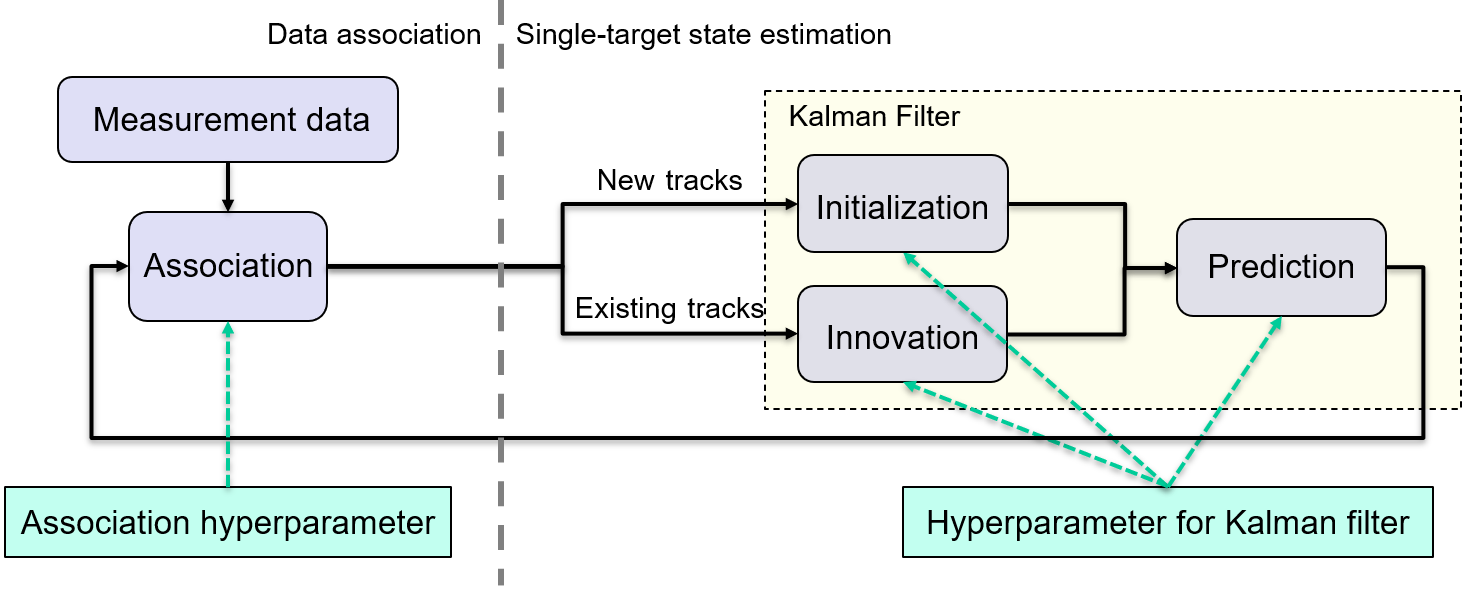 Data association
Single-target state estimation
Measurement data
Kalman Filter
New tracks
Initialization
Association
Prediction
Existing tracks
Innovation
Association hyperparameter
Hyperparameter for Kalman filter